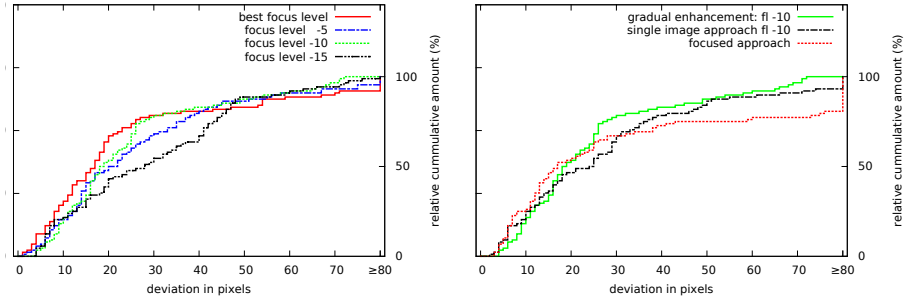 best focus level
focus level -5
focus level -10
focus level -15
100
50
0
relative cummulative amount (%)
0 10 20 30 40 50 60 70 ≥80
deviation in pixels
gradual enhancement: fl -10
single image approach fl -10
focused approach
100
50
0
relative cummulative amount (%)
0 10 20 30 40 50 60 70 ≥80
deviation in pixels